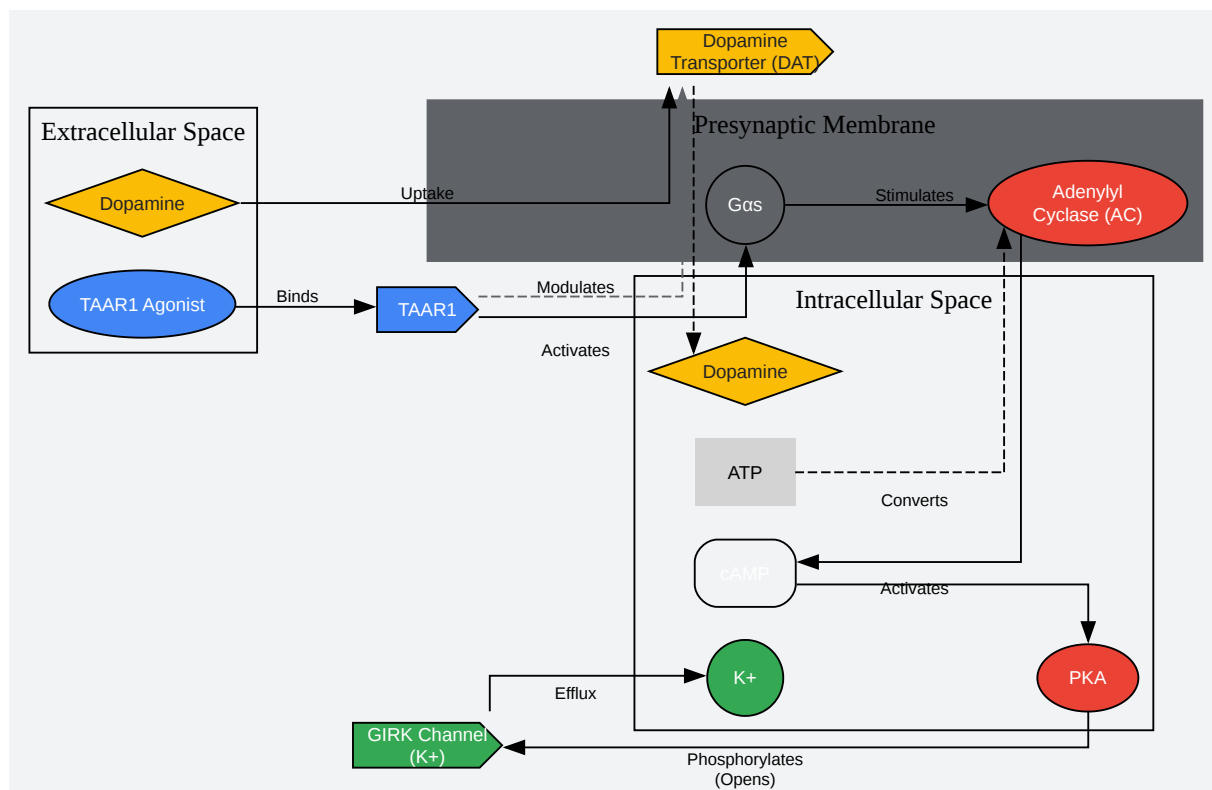 Dopamine
Transporter (DAT)
Extracellular Space
Presynaptic Membrane
Dopamine
Uptake
Gαs
Stimulates
Adenylyl
Cyclase (AC)
TAAR1 Agonist
Binds
TAAR1
Modulates
Activates
Intracellular Space
Dopamine
ATP
Converts
cAMP
Activates
K+
PKA
Efflux
GIRK Channel
(K+)
Phosphorylates
(Opens)